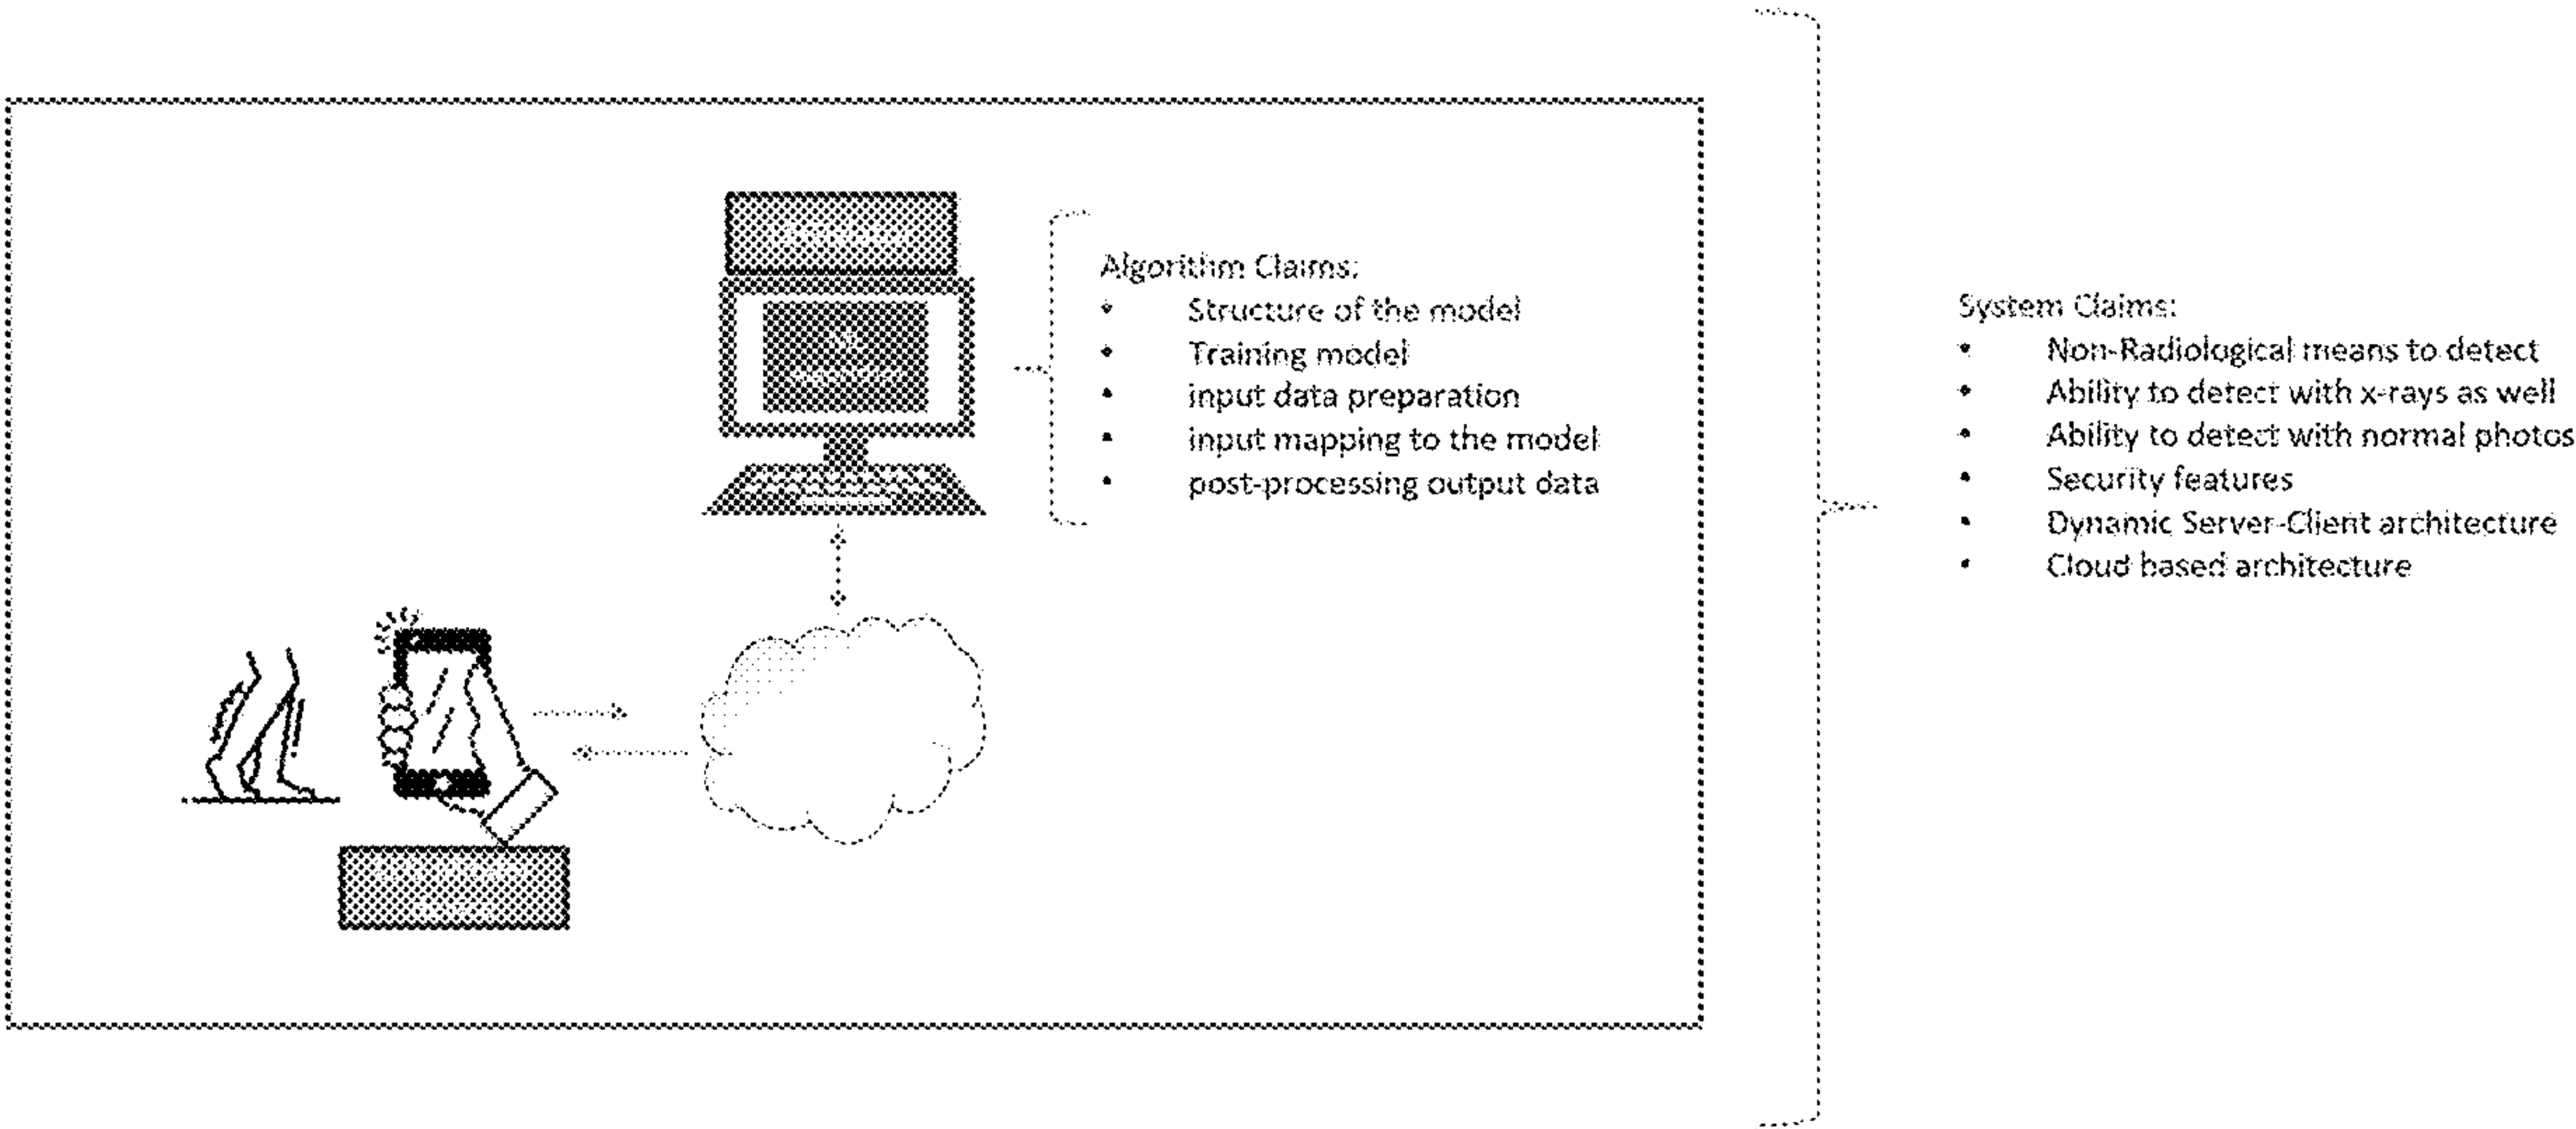 Algorithm Claims:
• Structure of the model
• Training model
• input data preparation
• input mapping to the model
• post-processing output data
System Claims:
• Non-Radiological means to detect
• Ability to detect with x-rays as well
• Ability to detect with normal photos
• Security features
• Dynamic Server-Client architecture
• Cloud based architecture